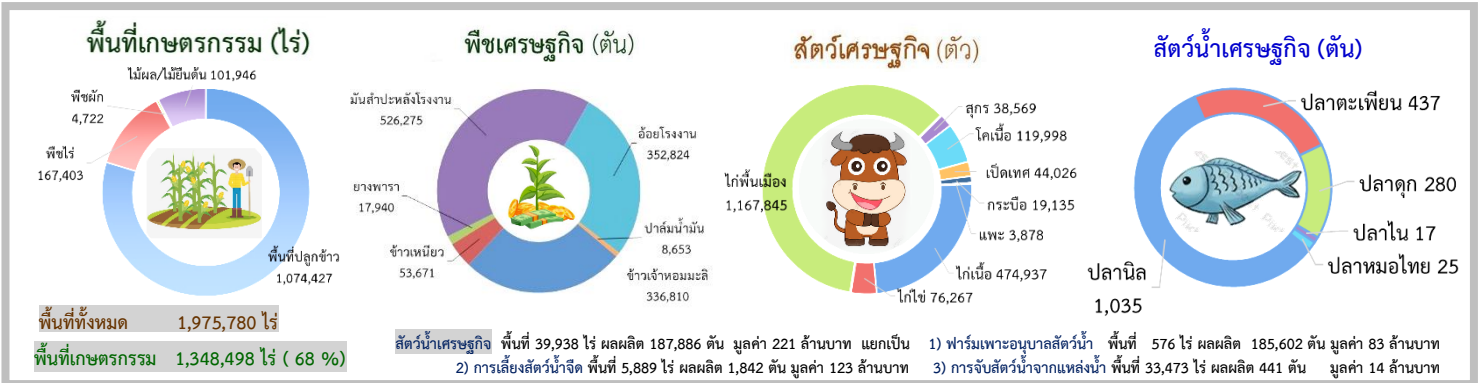 พื้นที่เกษตรกรรม (ไร่)
ไม้ผล/ไม้ยืนต้น 101,946
พืชผัก
4,722
พืชไร่
167,403
พื้นที่ปลูกข้าว
1,074,427
พื้นที่ทั้งหมด 1,975,780 ไร่
พื้นที่เกษตรกรรม 1,348,498 ไร่ ( 68 %)
พืชเศรษฐกิจ (ตัน)
มันสำปะหลังโรงงาน
526,275
อ้อยโรงงาน
352,824
ยางพารา
17,940
ปาล์มน้ำมัน
8,653
ข้าวเหนียว
53,671
ข้าวเจ้าหอมมะลิ
336,810
สัตว์เศรษฐกิจ (ตัว)
สุกร 38,569
โคเนื้อ 119,998
เป็ดเทศ 44,026
กระบือ 19,135
แพะ 3,878
ไก่พื้นเมือง
1,167,845
ไก่เนื้อ 474,937
ไก่ไข่ 76,267
สัตว์น้ำเศรษฐกิจ (ตัน)
ปลาตะเพียน 437
ปลาดุก 280
ปลาไน 17
ปลาหมอไทย 25
ปลานิล
1,035
สัตว์น้ำเศรษฐกิจ พื้นที่ 39,938 ไร่ ผลผลิต 187,886 ตัน มูลค่า 221 ล้านบาท แยกเป็น 1) ฟาร์มเพาะอนุบาลสัตว์น้ำ พื้นที่ 576 ไร่ ผลผลิต 185,602 ตัน มูลค่า 83 ล้านบาท
2) การเลี้ยงสัตว์น้ำจืด พื้นที่ 5,889 ไร่ ผลผลิต 1,842 ตัน มูลค่า 123 ล้านบาท 3) การจับสัตว์น้ำจากแหล่งน้ำ พื้นที่ 33,473 ไร่ ผลผลิต 441 ตัน มูลค่า 14 ล้านบาท